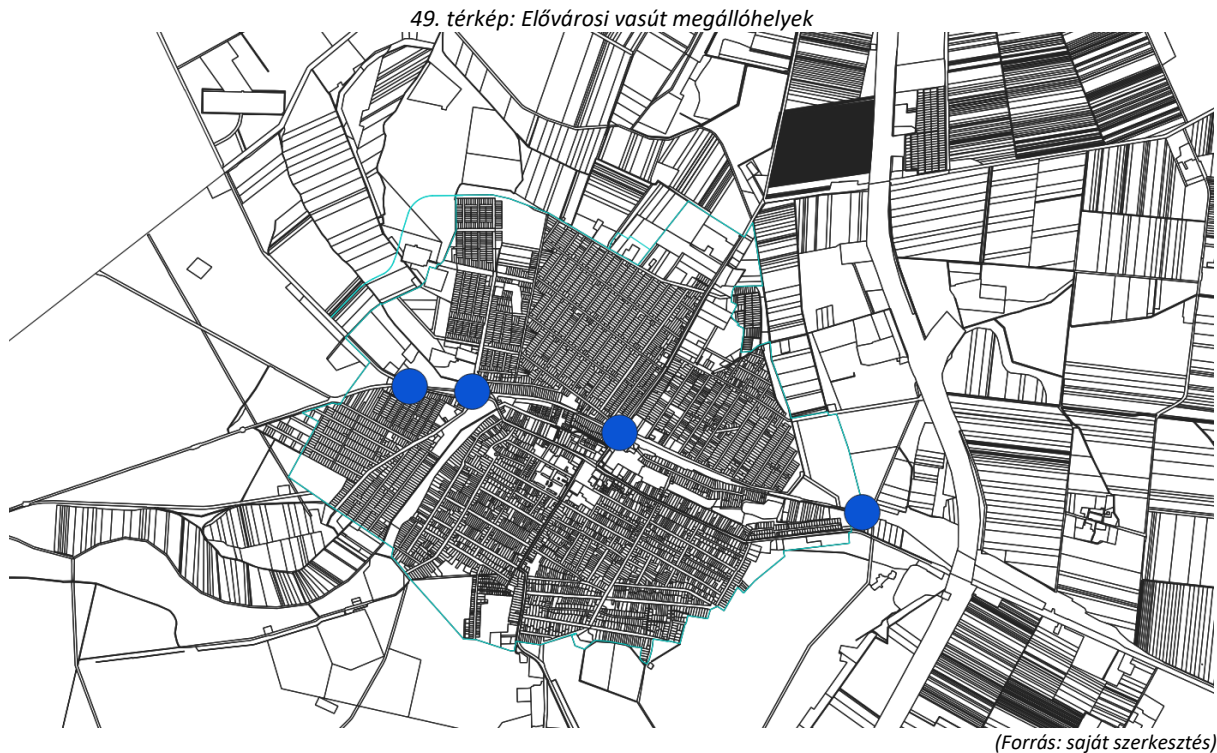 49. térkép: Elővárosi vasút megállóhelyek
(Forrás: saját szerkesztés)